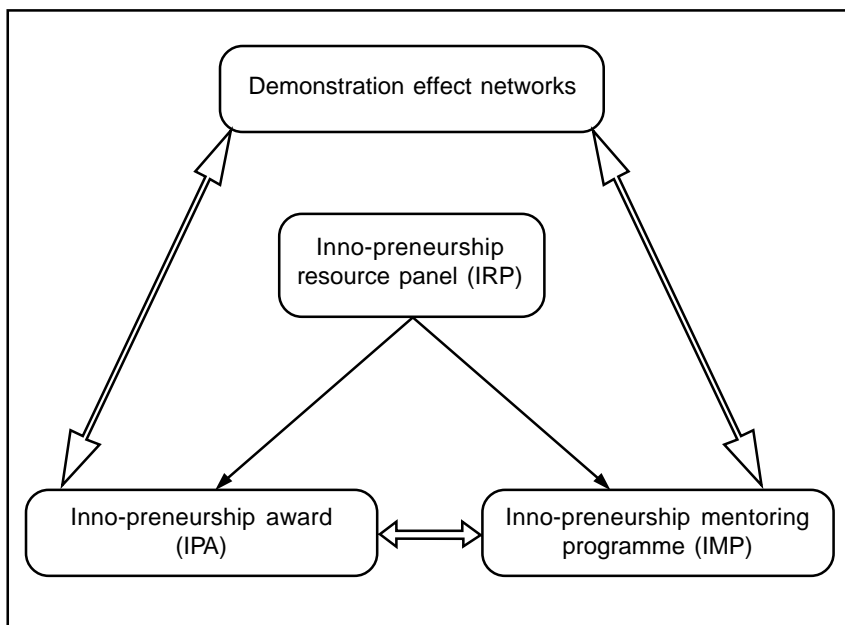 Demonstration effect networks
Inno-preneurship
resource panel (IRP)
Inno-preneurship award
(IPA)
Inno-preneurship mentoring
programme (IMP)